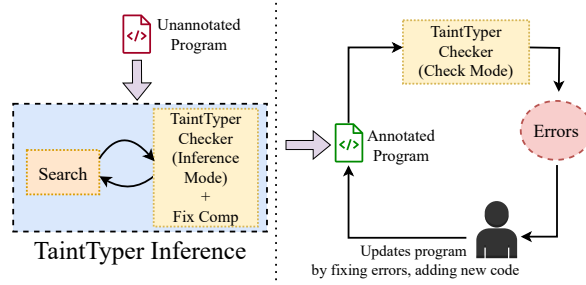 Unannotated
Program
TaintTyper
Checker
(Inference
Mode)
+
Fix Comp
Search
TaintTyper Inference
TaintTyper
Checker
(Check Mode)
Annotated
Program
Errors
Updates program
by fixing errors, adding new code